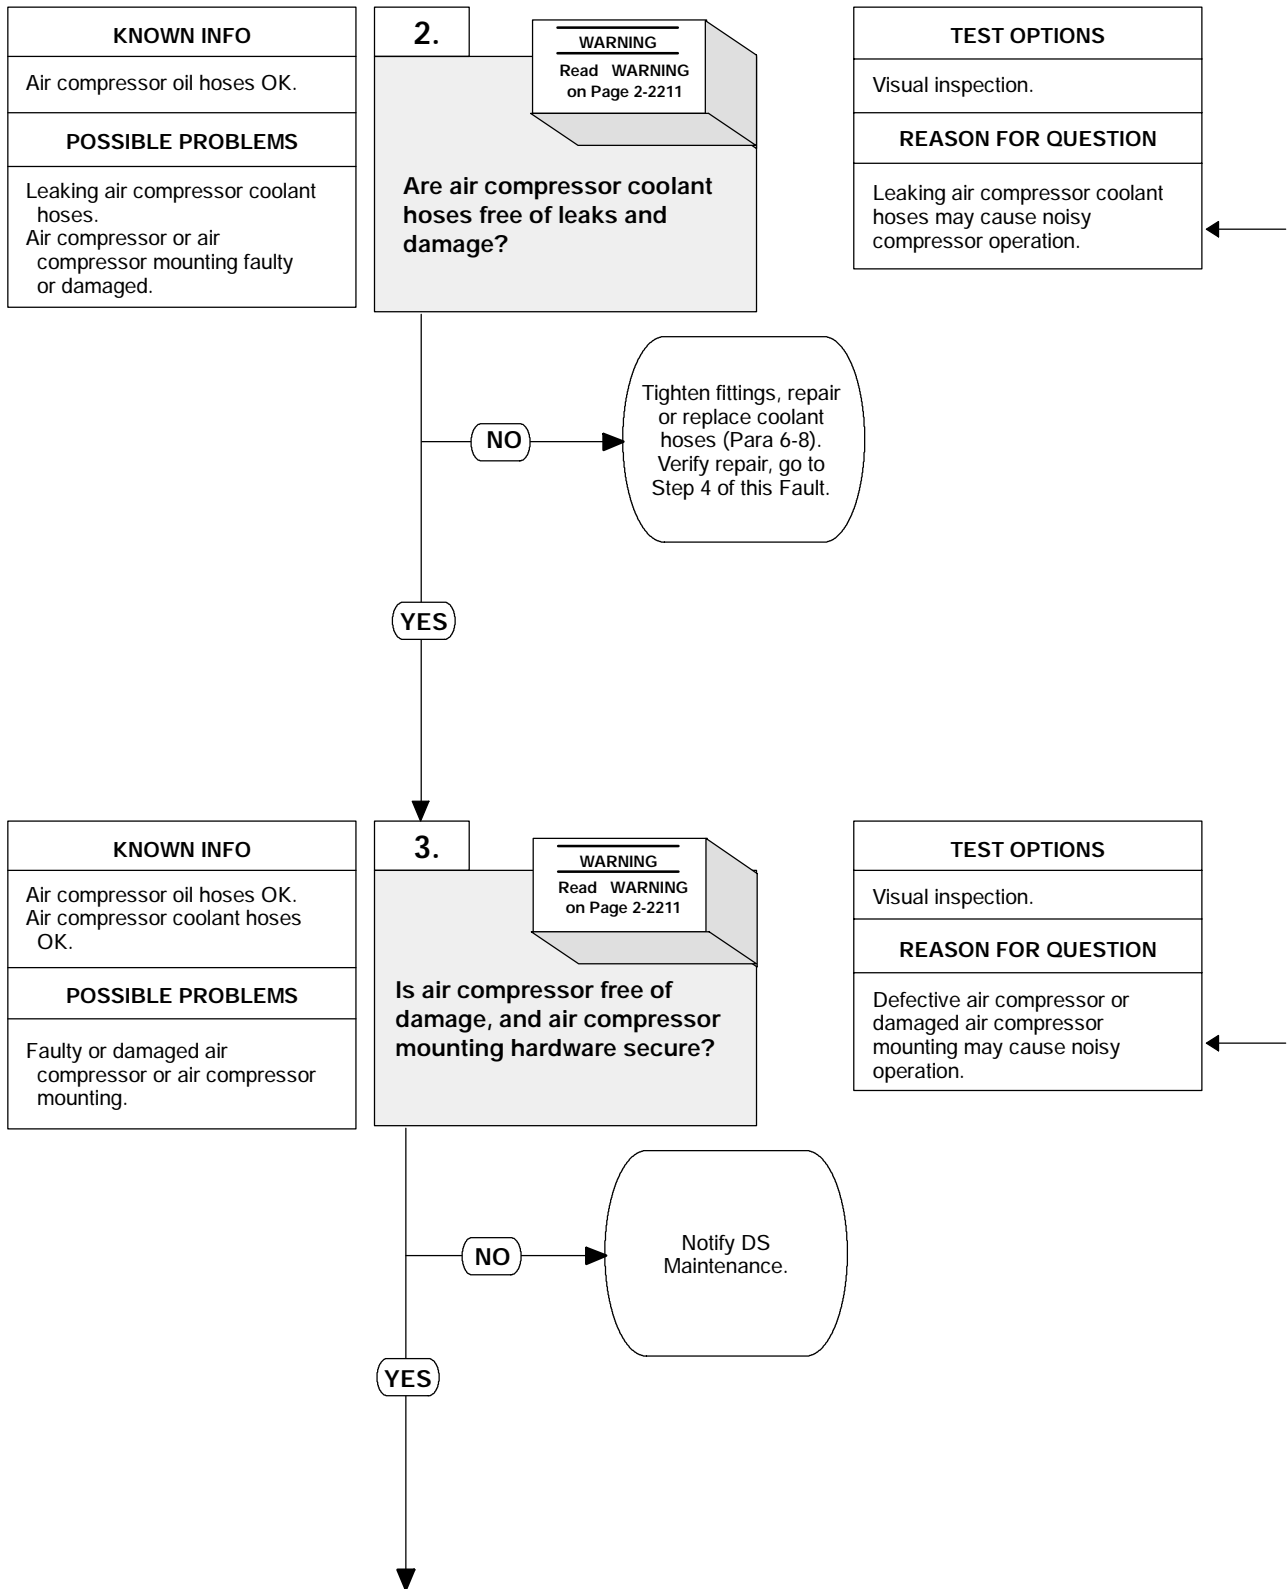 KNOWN INFO
Air compressor oil hoses OK.
POSSIBLE PROBLEMS
Leaking air compressor coolant
hoses.
Air compressor or air
compressor mounting faulty
or damaged.
2.
WARNING
Read WARNING
on Page 2-2211
Are air compressor coolant
hoses free of leaks and
damage?
TEST OPTIONS
Visual inspection.
REASON FOR QUESTION
Leaking air compressor coolant
hoses may cause noisy
compressor operation.
NO
Tighten fittings, repair
or replace coolant
hoses (Para 6-8).
Verify repair, go to
Step 4 of this Fault.
YES
KNOWN INFO
Air compressor oil hoses OK.
Air compressor coolant hoses
OK.
POSSIBLE PROBLEMS
Faulty or damaged air
compressor or air compressor
mounting.
3.
WARNING
Read WARNING
on Page 2-2211
Is air compressor free of
damage, and air compressor
mounting hardware secure?
TEST OPTIONS
Visual inspection.
REASON FOR QUESTION
Defective air compressor or
damaged air compressor
mounting may cause noisy
operation.
NO
Notify DS
Maintenance.
YES